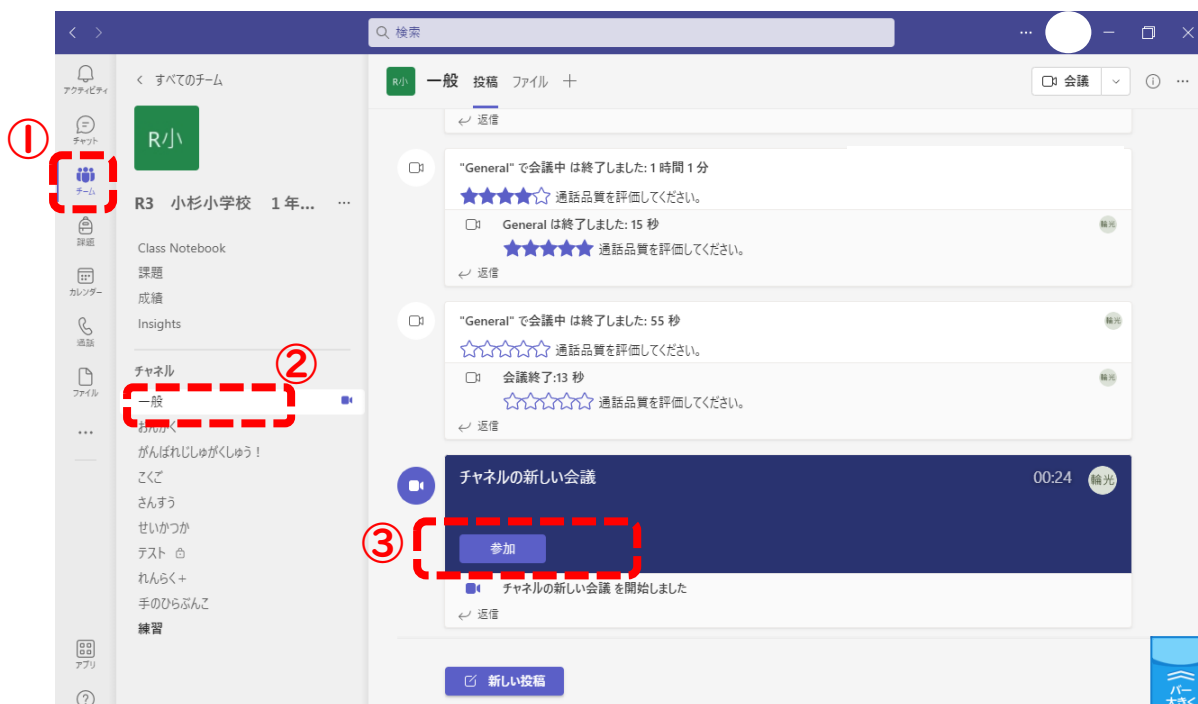 検索
アクティビティ
チャット
チーム
課題
カレンダー
通話
ファイル
アプリ
①
②
③
すべてのチーム
R小
R3 小杉小学校 1年...
Class Notebook
課題
成績
Insights
チャネル
一般
おんがく
がんばれじしゅがくしゅう！
こくご
さんすう
せいかつか
テスト
れんらく+
手のひらぶんこ
練習
R小 一般 投稿 ファイル
会議
返信
"General" で会議中 は終了しました: 1 時間 1 分
通話品質を評価してください。
General は終了しました: 15 秒
輪光
通話品質を評価してください。
返信
"General" で会議中 は終了しました: 55 秒
輪光
通話品質を評価してください。
会議終了:13 秒
輪光
通話品質を評価してください。
返信
チャネルの新しい会議
00:24
輪光
参加
チャネルの新しい会議 を開始しました
返信
新しい投稿
バー
大きく